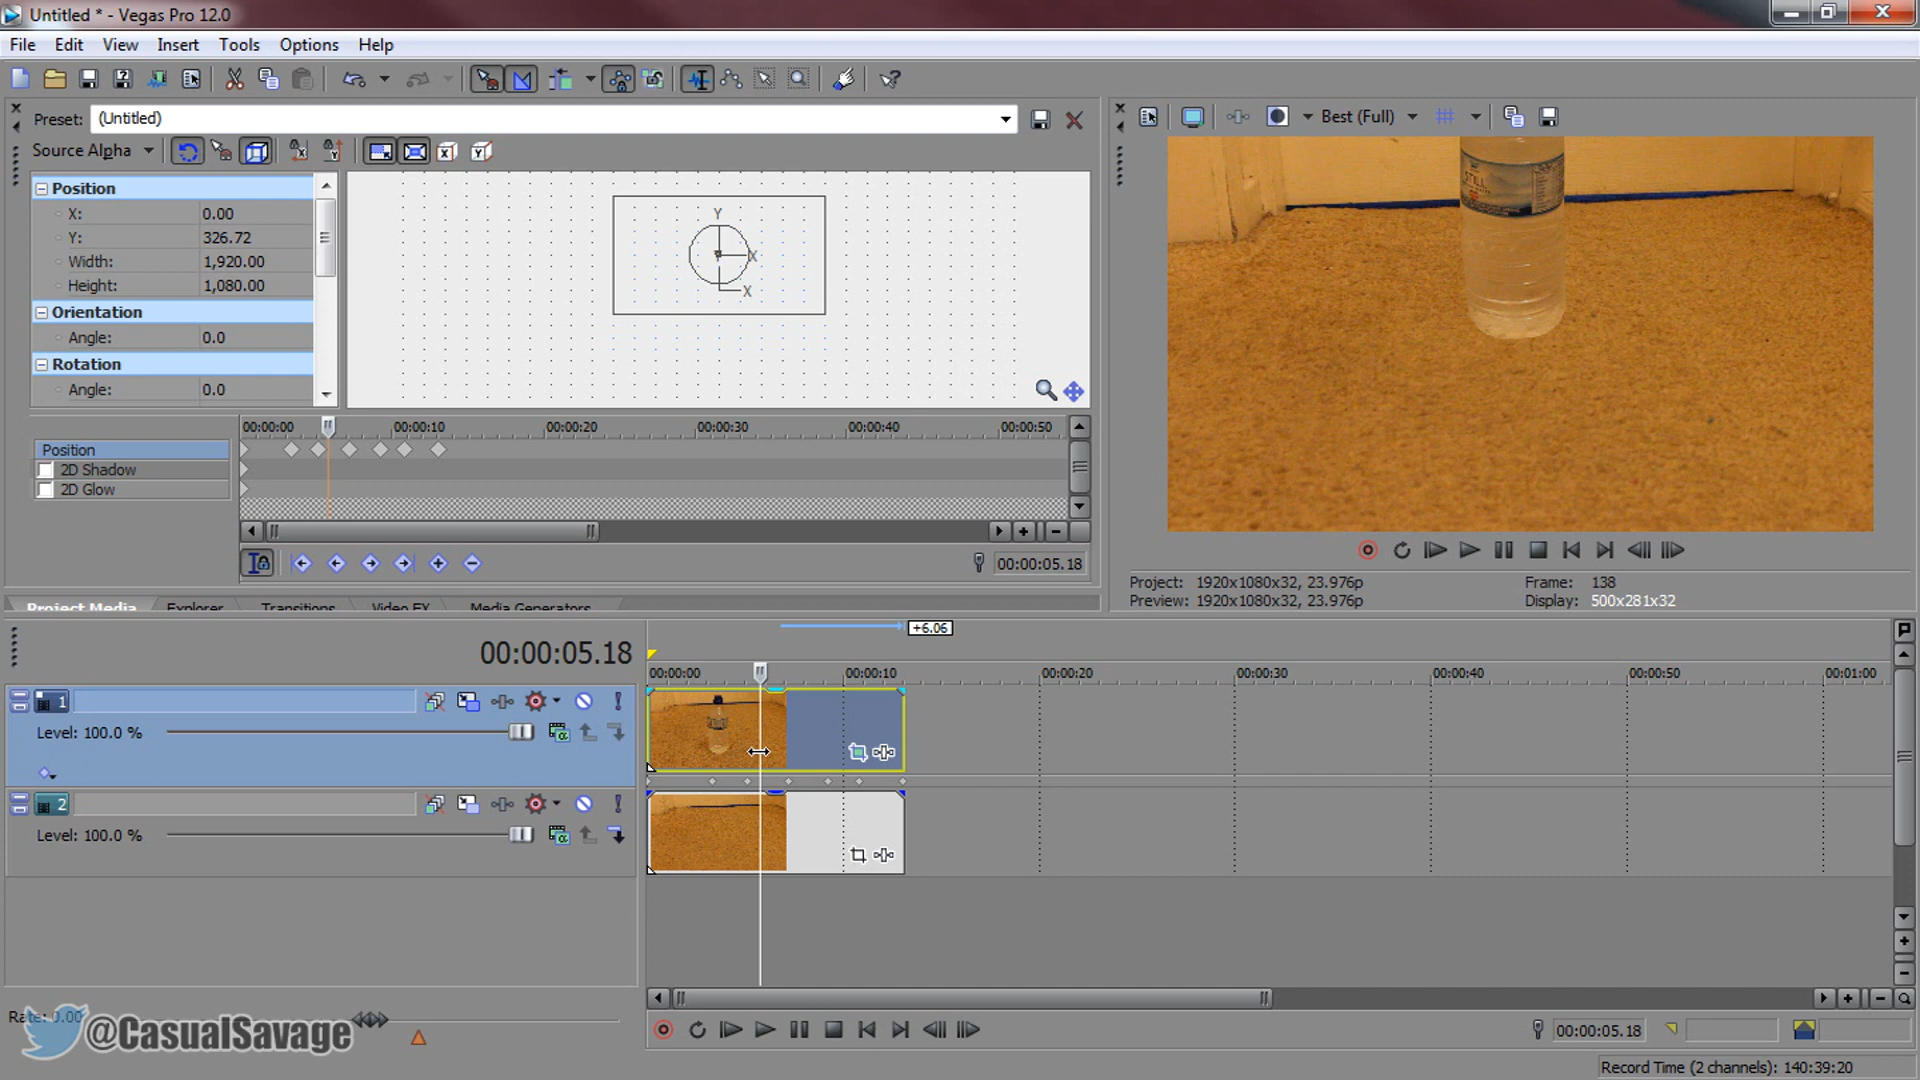 Untitled * - Vegas Pro 12.0
File Edit View Insert Tools Options Help
Preset: (Untitled)
Source Alpha
Best (Full)
Position
X: 0.00
Y: 326.72
Width: 1,920.00
Height: 1,080.00
Orientation
Angle: 0.0
Rotation
Angle: 0.0
Y
X
X
STILL
00:00:00 00:00:10 00:00:20 00:00:30 00:00:40 00:00:50
Position
2D Shadow
2D Glow
00:00:05.18
Project: 1920x1080x32, 23.976p
Preview: 1920x1080x32, 23.976p
Frame: 138
Display: 500x281x32
Project Media Explorer Transitions Video FX Media Generators
+6.06
00:00:05.18
00:00:00 00:00:10 00:00:20 00:00:30 00:00:40 00:00:50 00:01:00
1
Level: 100.0 %
2
Level: 100.0 %
Rate: 0.00
@CasualSavage
00:00:05.18
Record Time (2 channels): 140:39:20